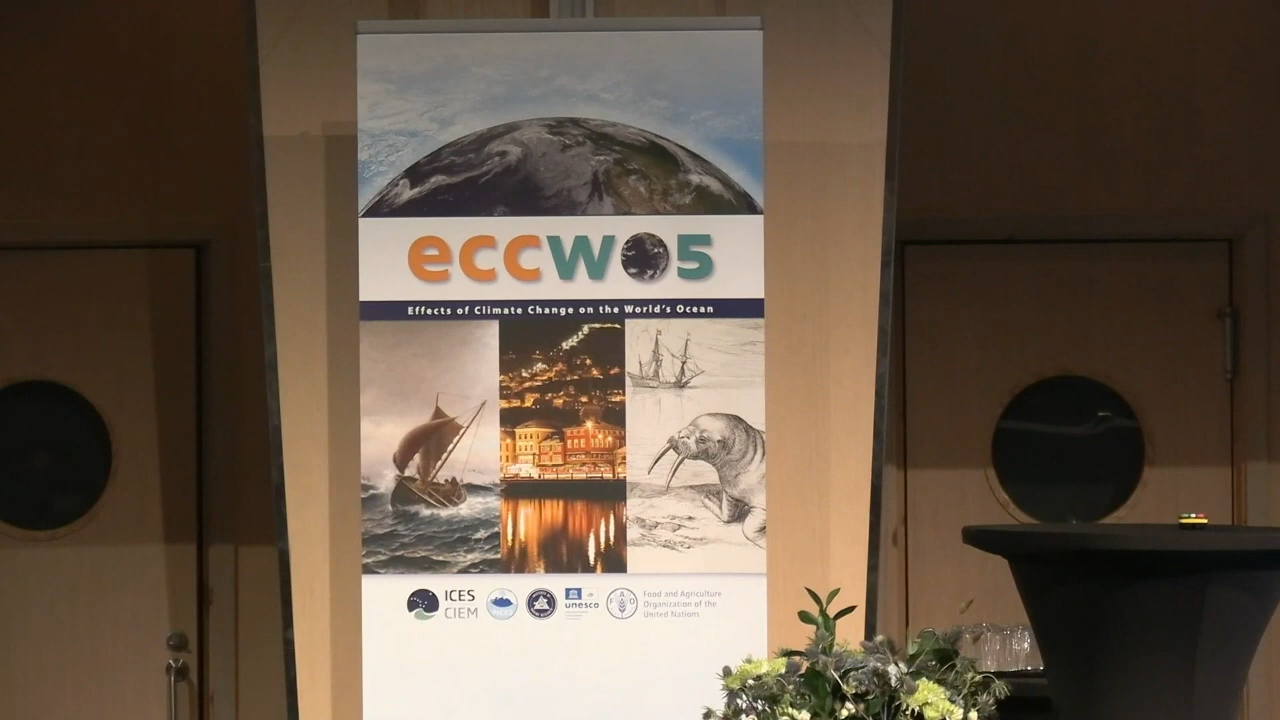 eccwo5
Effects of Climate Change on the World's Ocean
ICES
CIEM
unesco
FAO
Food and Agriculture
Organization of the
United Nations